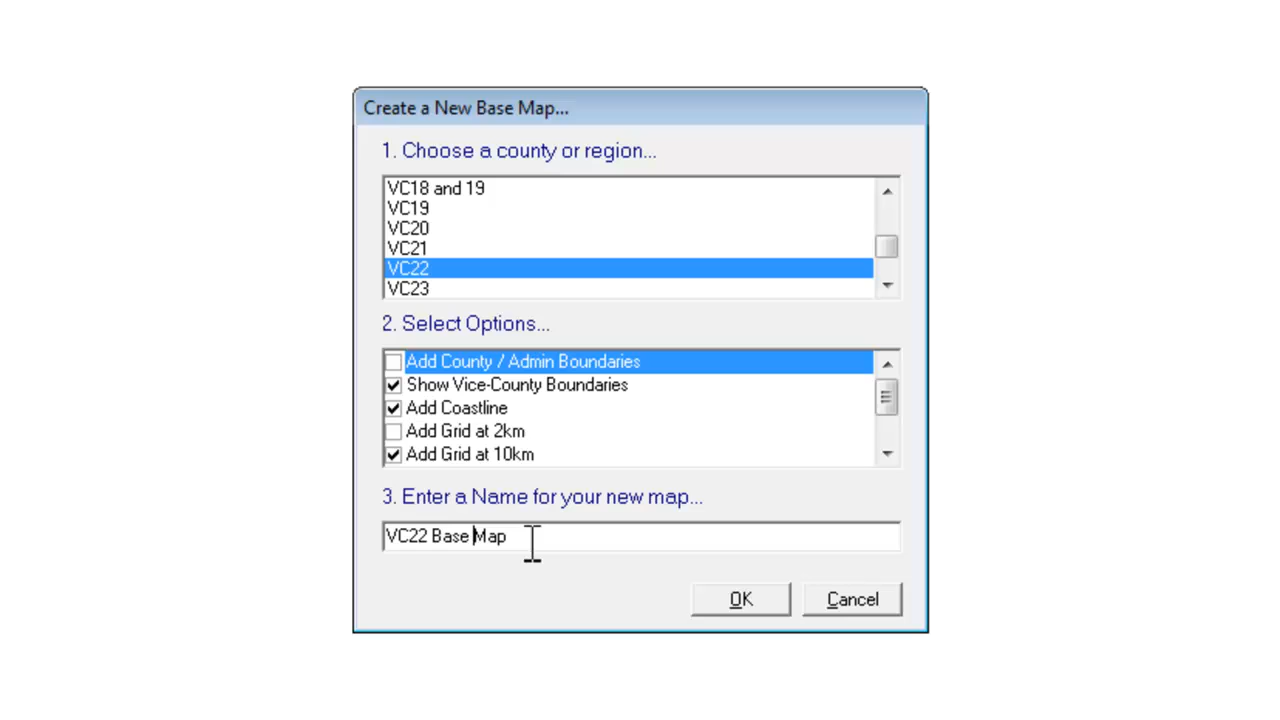 Create a New Base Map...
1. Choose a county or region...
VC18 and 19
VC19
VC20
VC21
VC22
VC23
2. Select Options...
Add County / Admin Boundaries
Show Vice-County Boundaries
Add Coastline
Add Grid at 2km
Add Grid at 10km
3. Enter a Name for your new map...
VC22 Base Map
OK Cancel